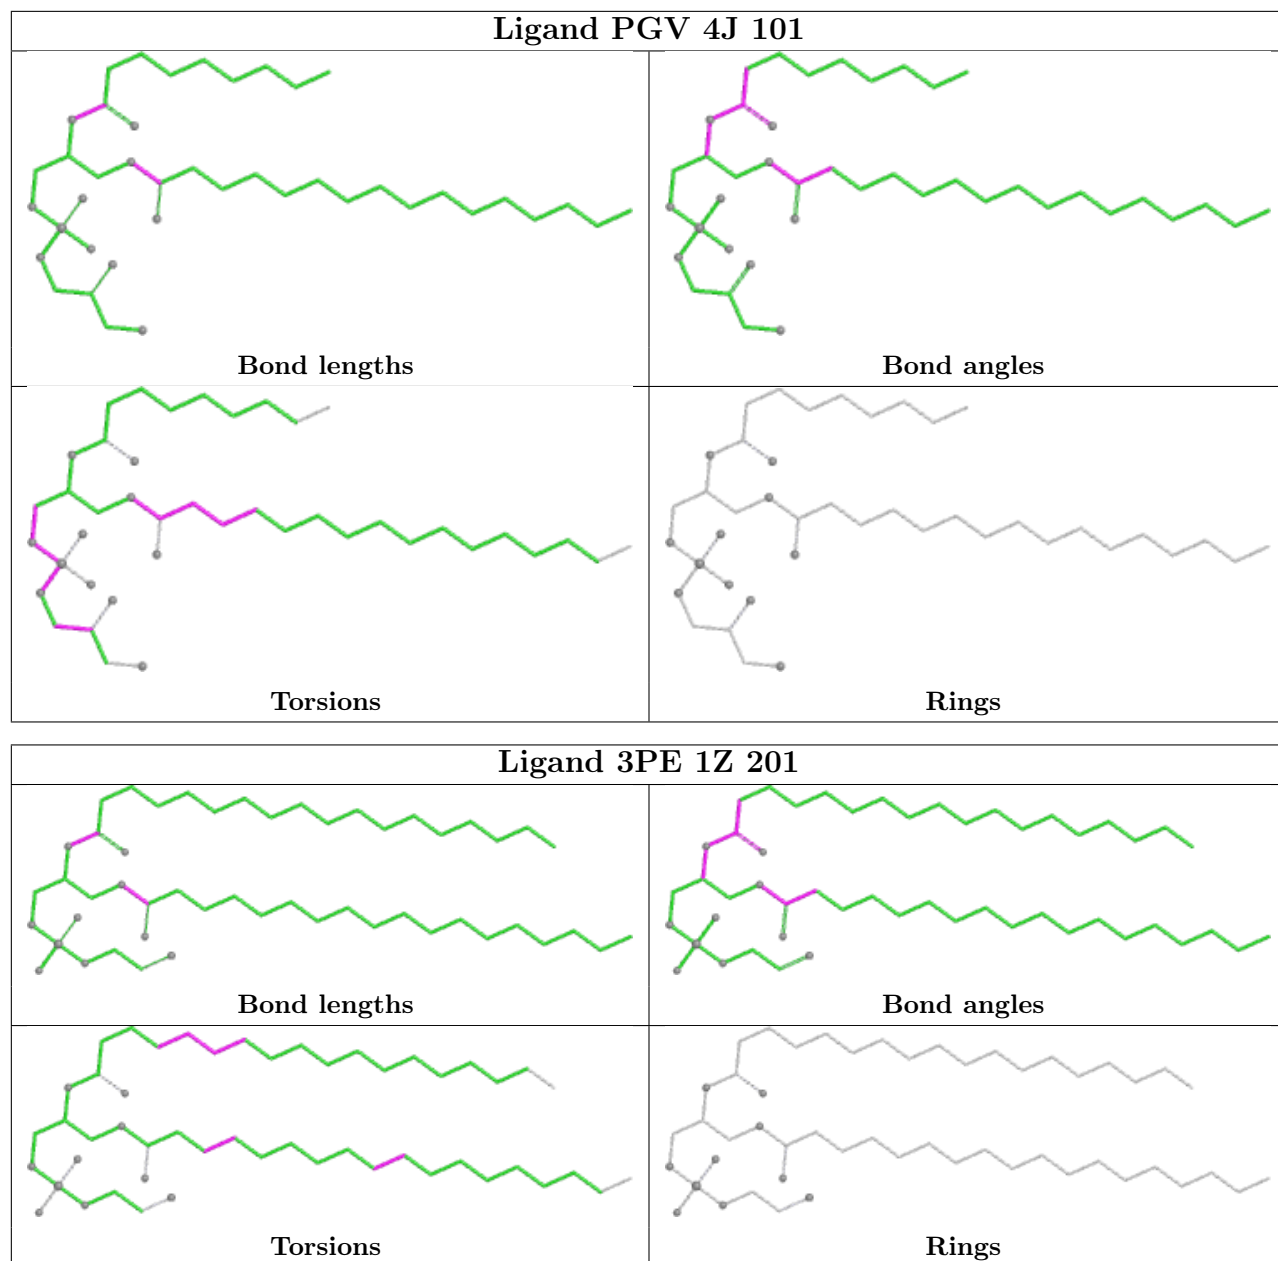 Ligand PGV 4J 101
Bond lengths
Bond angles
Torsions
Rings
Ligand 3PE 1Z 201
Bond lengths
Bond angles
Torsions
Rings